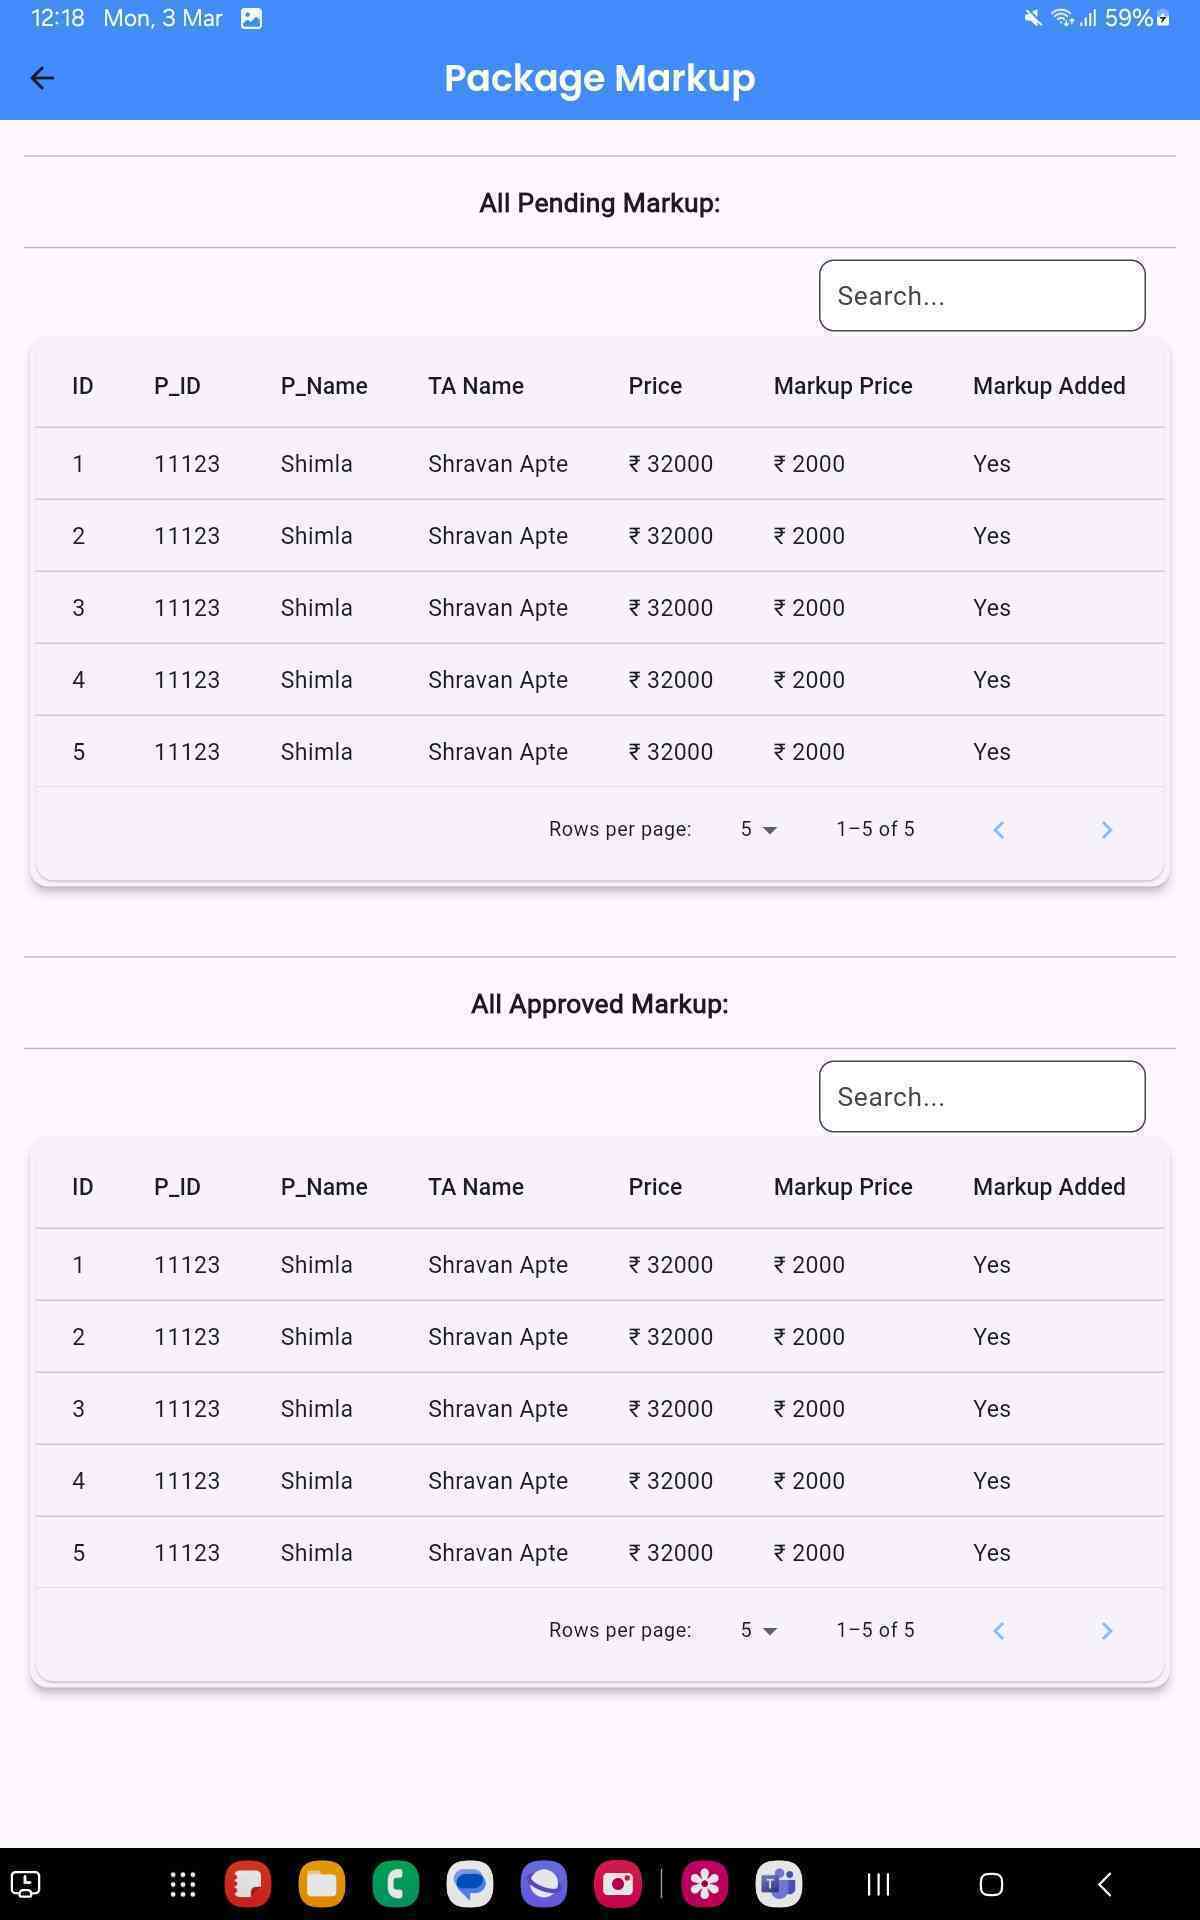 12:18 Mon, 3 Mar 59%
Package Markup
All Pending Markup:
Search...
ID P_ID P_Name TA Name Price Markup Price Markup Added
1 11123 Shimla Shravan Apte ₹ 32000 ₹ 2000 Yes
2 11123 Shimla Shravan Apte ₹ 32000 ₹ 2000 Yes
3 11123 Shimla Shravan Apte ₹ 32000 ₹ 2000 Yes
4 11123 Shimla Shravan Apte ₹ 32000 ₹ 2000 Yes
5 11123 Shimla Shravan Apte ₹ 32000 ₹ 2000 Yes
Rows per page: 5 1–5 of 5
All Approved Markup:
Search...
ID P_ID P_Name TA Name Price Markup Price Markup Added
1 11123 Shimla Shravan Apte ₹ 32000 ₹ 2000 Yes
2 11123 Shimla Shravan Apte ₹ 32000 ₹ 2000 Yes
3 11123 Shimla Shravan Apte ₹ 32000 ₹ 2000 Yes
4 11123 Shimla Shravan Apte ₹ 32000 ₹ 2000 Yes
5 11123 Shimla Shravan Apte ₹ 32000 ₹ 2000 Yes
Rows per page: 5 1–5 of 5
T